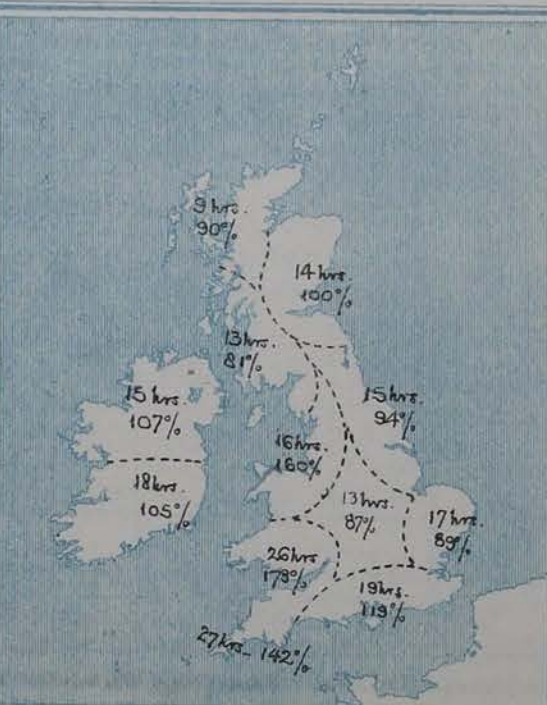 9 hrs.
90%
14 hrs.
100%
13 hrs.
81%
15 hrs.
107%
15 hrs.
94%
16 hrs.
160%
18 hrs.
105%
13 hrs.
87%
17 hrs.
89%
26 hrs
178%
19 hrs.
119%
27 hrs - 142%